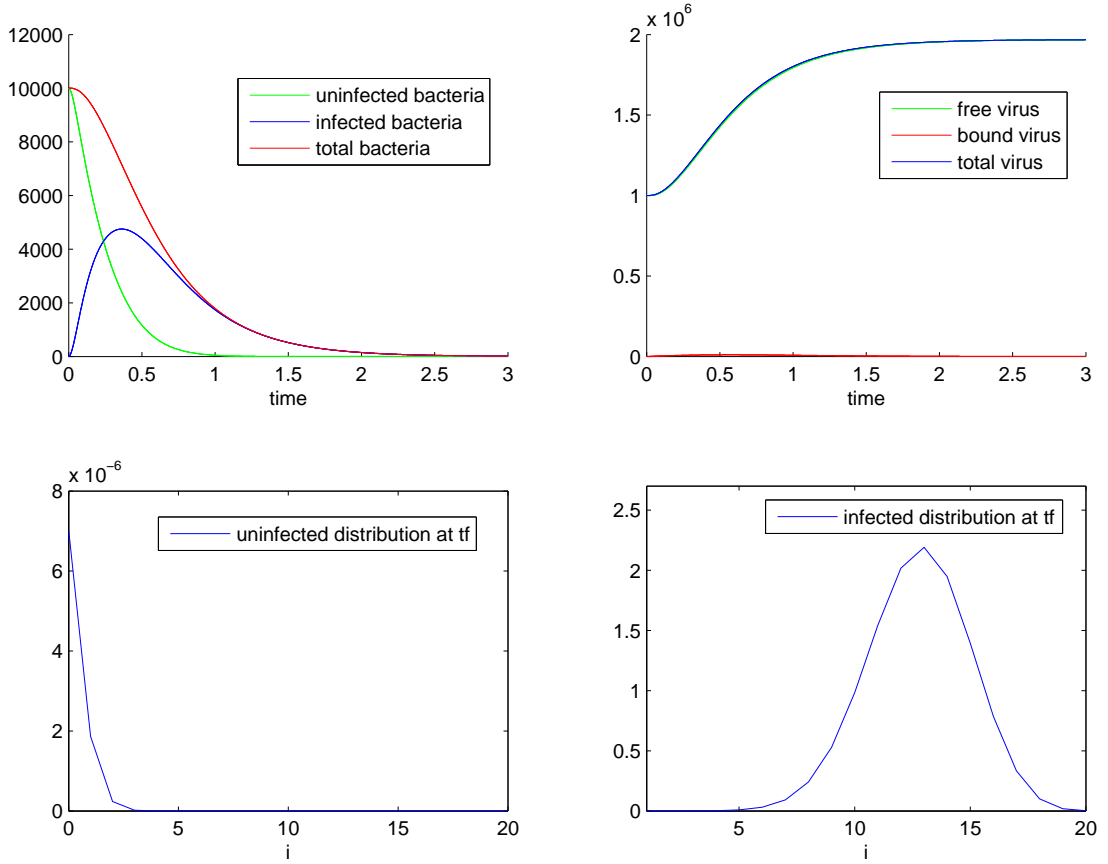 12000
10000
8000
6000
4000
2000
0
0 0.5 1 1.5 2 2.5 3
time
uninfected bacteria
infected bacteria
total bacteria
x 10^6
2
1.5
1
0.5
0
0 0.5 1 1.5 2 2.5 3
time
free virus
bound virus
total virus
x 10^−6
8
6
4
2
0
0 5 10 15 20
i
uninfected distribution at tf
2.5
2
1.5
1
0.5
0
5 10 15 20
i
infected distribution at tf